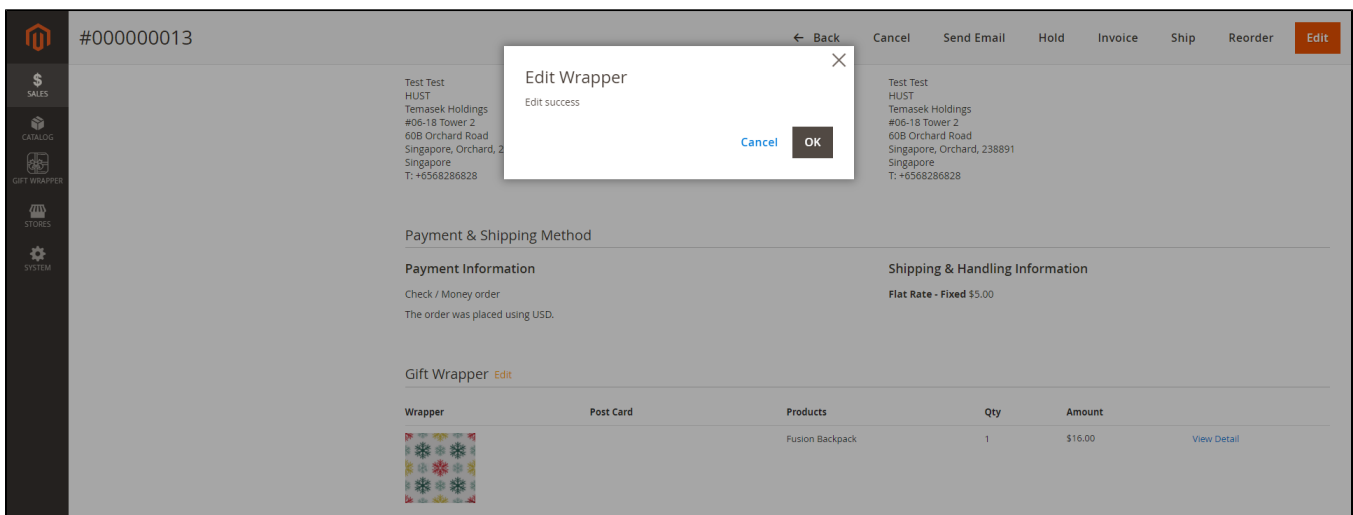 #000000013
← Back Cancel Send Email Hold Invoice Ship Reorder Edit
SALES
CATALOG
GIFT WRAPPER
STORES
SYSTEM
Edit Wrapper
Edit success
Cancel OK
Test Test
HUST
Temasek Holdings
#06-18 Tower 2
60B Orchard Road
Singapore, Orchard, 2
Singapore
T: +6568286828
Test Test
HUST
Temasek Holdings
#06-18 Tower 2
60B Orchard Road
Singapore, Orchard, 238891
Singapore
T: +6568286828
Payment & Shipping Method
Payment Information
Check / Money order
The order was placed using USD.
Shipping & Handling Information
Flat Rate - Fixed $5.00
Gift Wrapper Edit
Wrapper Post Card Products Qty Amount
Fusion Backpack 1 $16.00 View Detail